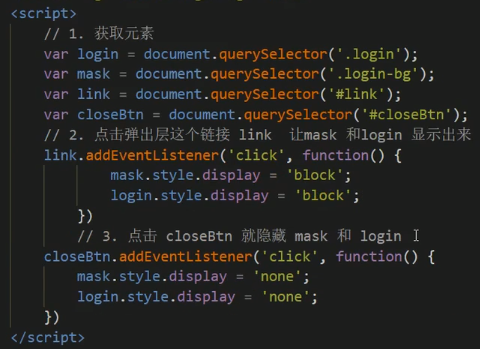 <script>
// 1. 获取元素
var login = document.querySelector('.login');
var mask = document.querySelector('.login-bg');
var link = document.querySelector('#link');
var closeBtn = document.querySelector('#closeBtn');
// 2. 点击弹出层这个链接 link  让mask 和login 显示出来
link.addEventListener('click', function() {
mask.style.display = 'block';
login.style.display = 'block';
})
// 3. 点击 closeBtn 就隐藏 mask 和 login
closeBtn.addEventListener('click', function() {
mask.style.display = 'none';
login.style.display = 'none';
})
</script>